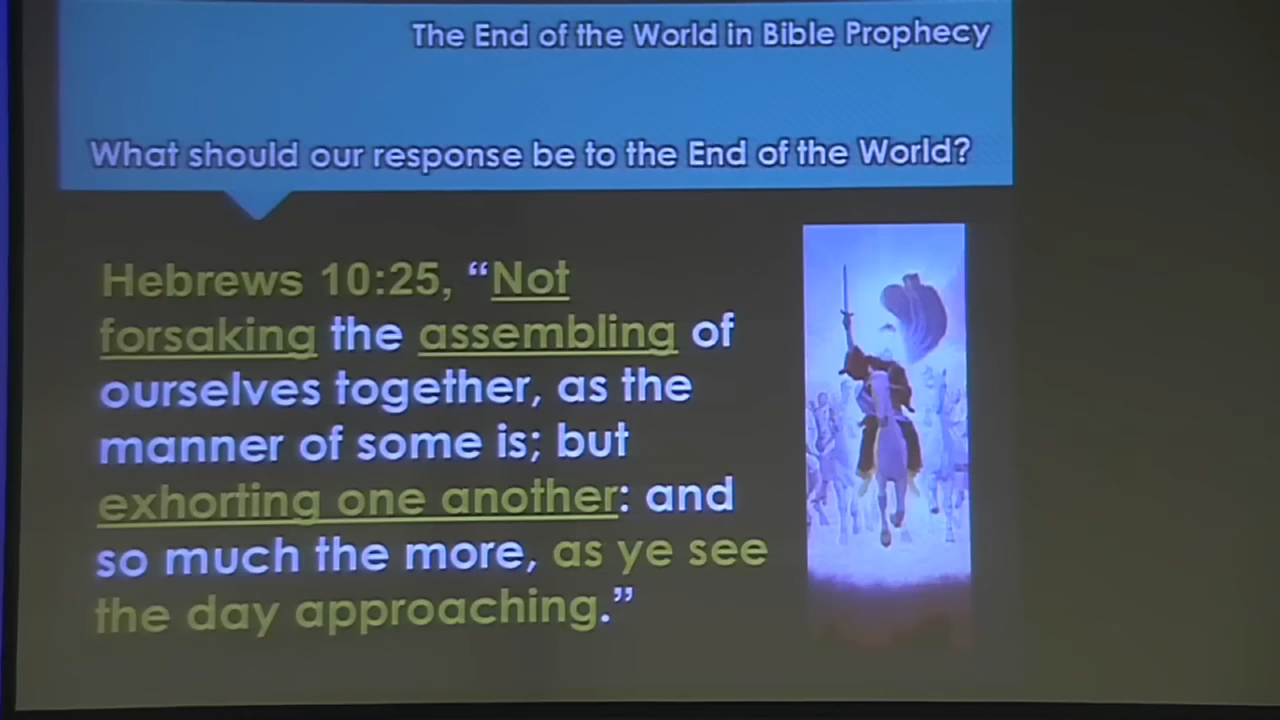 The End of the World in Bible Prophecy
What should our response be to the End of the World?
Hebrews 10:25, “Not
forsaking the assembling of
ourselves together, as the
manner of some is; but
exhorting one another: and
so much the more, as ye see
the day approaching.”